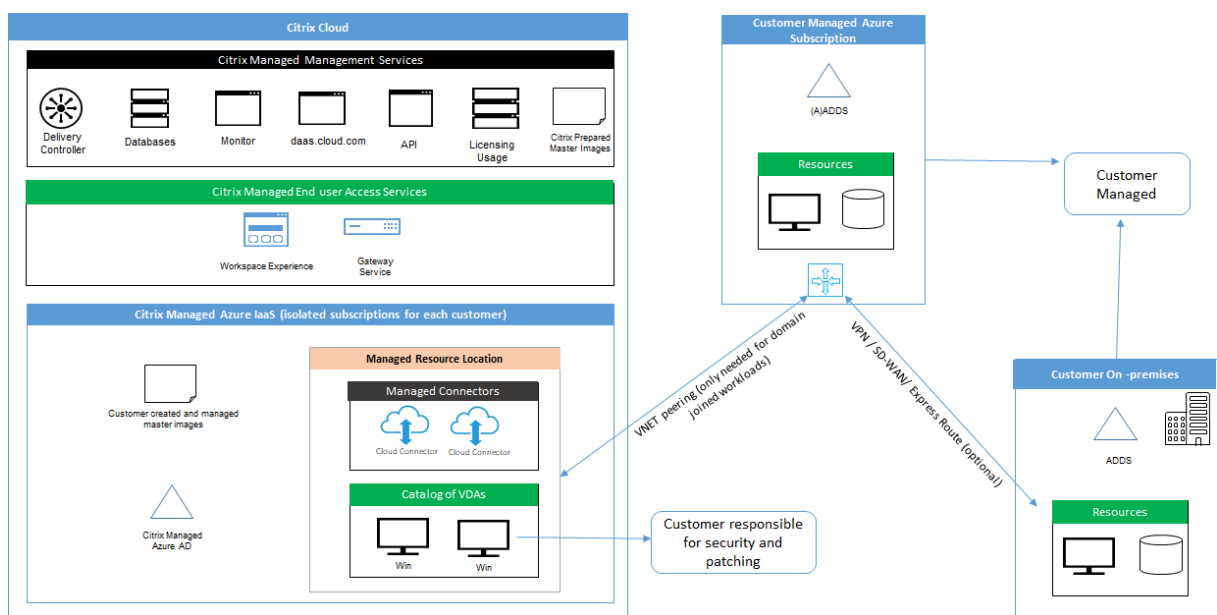 Citrix Cloud
Citrix Managed Management Services
Delivery
Controller
Databases
Monitor
daas.cloud.com
API
Licensing
Usage
Citrix Prepared
Master Images
Citrix Managed End user Access Services
Workspace Experience
Gateway
Service
Citrix Managed Azure IaaS (isolated subscriptions for each customer)
Customer created and managed
master images
Citrix Managed
Azure AD
Managed Resource Location
Managed Connectors
Cloud Connector
Cloud Connector
Catalog of VDAs
Win
Win
Customer responsible
for security and
patching
VNET peering (only needed for domain
joined workloads)
Customer Managed Azure
Subscription
(A)ADDS
Resources
VPN / SD-WAN/ Express Route (optional)
Customer
Managed
Customer On -premises
ADDS
Resources